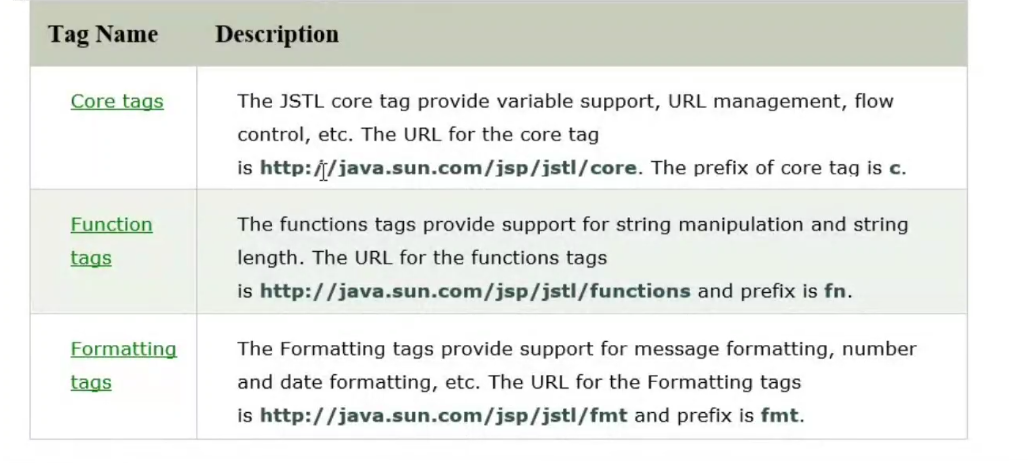 Tag Name Description
Core tags The JSTL core tag provide variable support, URL management, flow
control, etc. The URL for the core tag
is http://java.sun.com/jsp/jstl/core. The prefix of core tag is c.
Function The functions tags provide support for string manipulation and string
tags length. The URL for the functions tags
is http://java.sun.com/jsp/jstl/functions and prefix is fn.
Formatting The Formatting tags provide support for message formatting, number
tags and date formatting, etc. The URL for the Formatting tags
is http://java.sun.com/jsp/jstl/fmt and prefix is fmt.